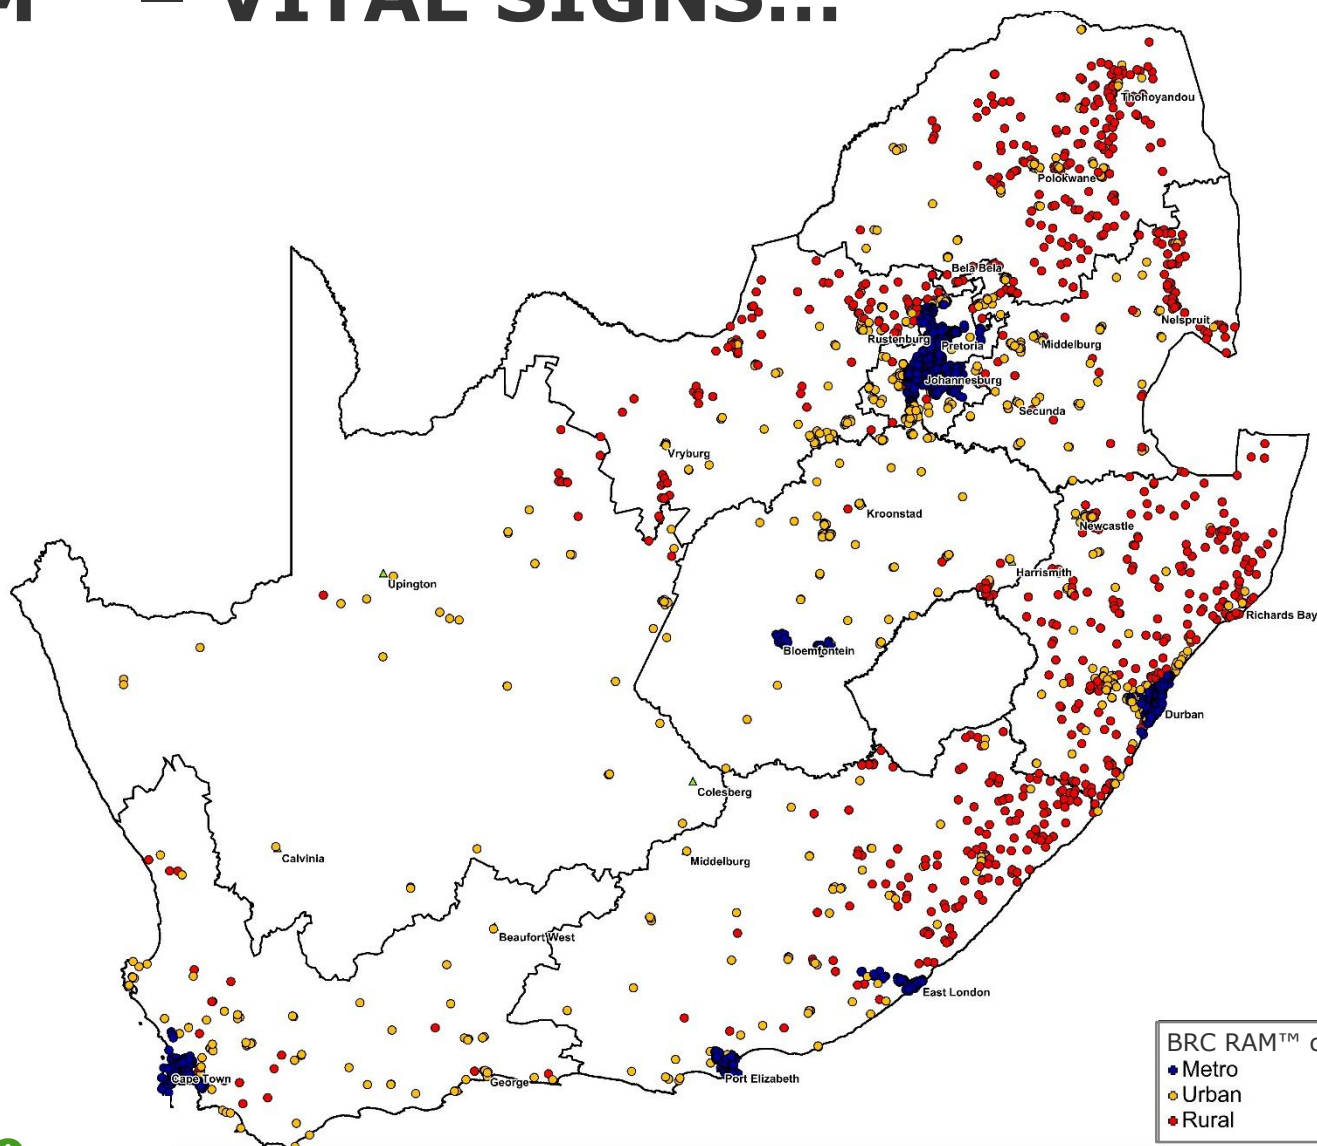 – VITAL SIGNS...
Thohoyandou
Polokwane
Bela Bela
Nelspruit
Rustenburg
Pretoria
Middelburg
Johannesburg
Secunda
Vryburg
Kroonstad
Newcastle
Harrismith
Upington
Richards Bay
Bloemfontein
Durban
Colesberg
Calvinia
Middelburg
Beaufort West
East London
Cape Town
George
Port Elizabeth
BRC RAM™
Metro
Urban
Rural